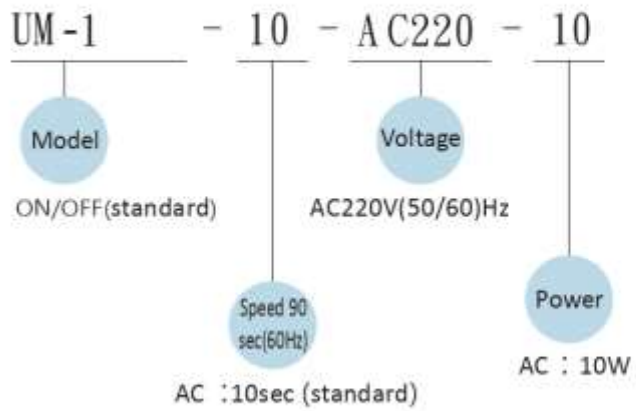 UM-1 - 10 - AC220 - 10
Model
Voltage
ON/OFF(standard)
AC220V(50/60)Hz
Speed 90
sec(60Hz)
Power
AC : 10W
AC :10sec (standard)